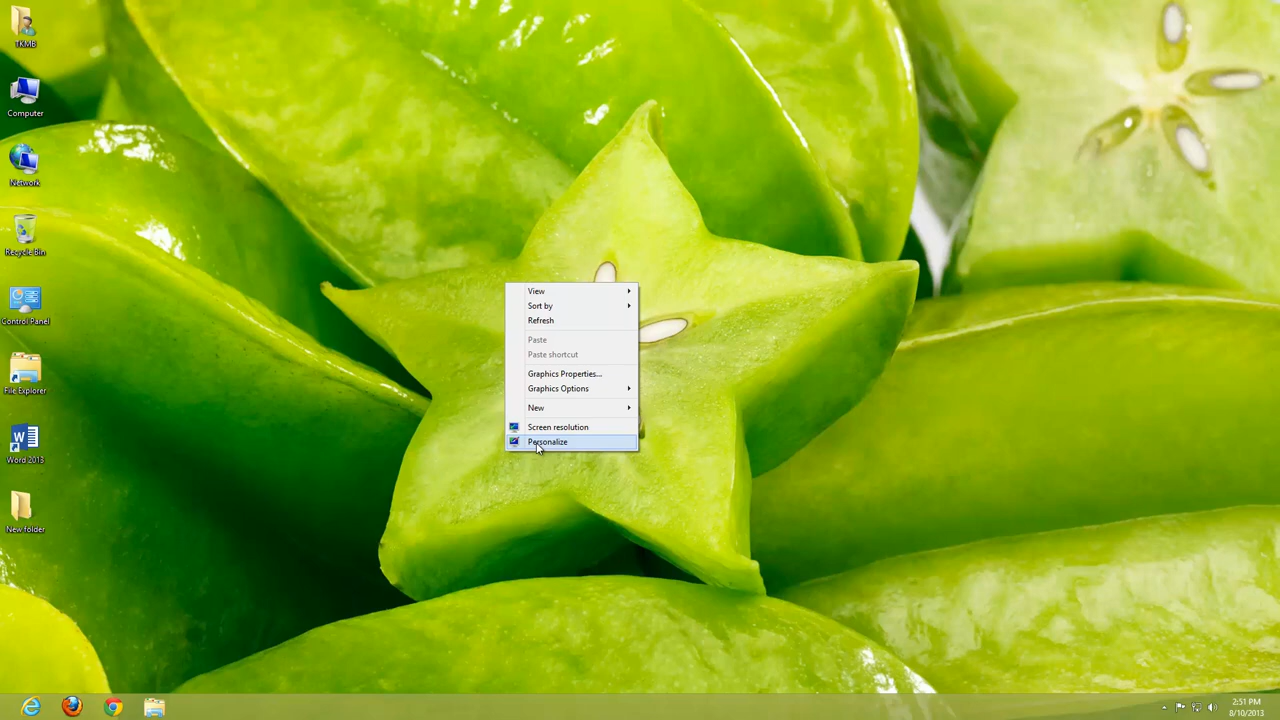 TKMB
Computer
Network
Recycle Bin
Control Panel
File Explorer
Word 2013
New folder
View
Sort by
Refresh
Paste
Paste shortcut
Graphics Properties...
Graphics Options
New
Screen resolution
Personalize
2:51 PM
8/10/2013